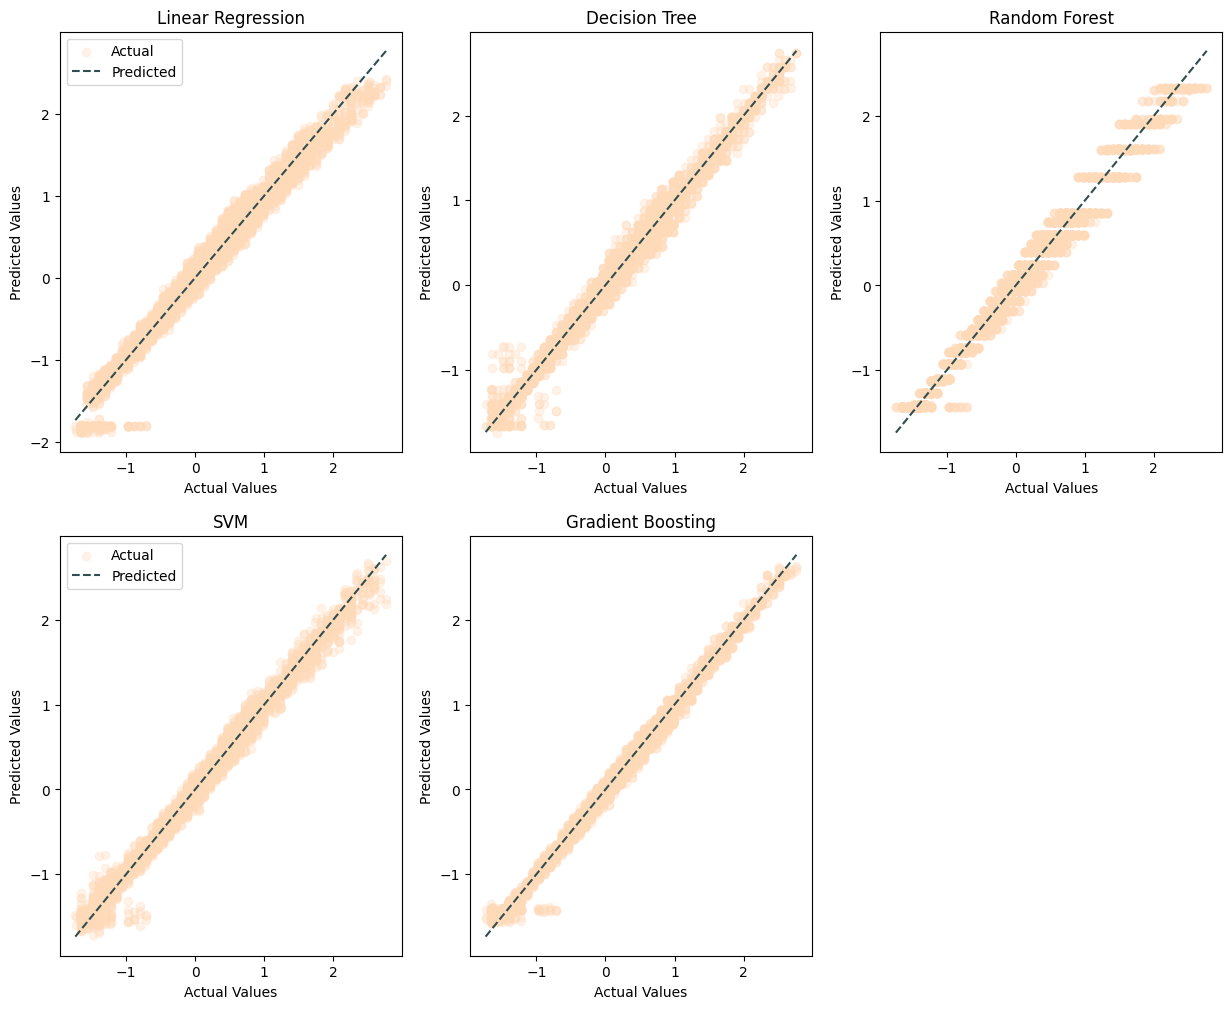 Linear Regression
Actual
Predicted
2
1
0
−1
−2
Predicted Values
−1 0 1 2
Actual Values
Decision Tree
2
1
0
−1
Predicted Values
−1 0 1 2
Actual Values
Random Forest
2
1
0
−1
Predicted Values
−1 0 1 2
Actual Values
SVM
Actual
Predicted
2
1
0
−1
Predicted Values
−1 0 1 2
Actual Values
Gradient Boosting
2
1
0
−1
Predicted Values
−1 0 1 2
Actual Values